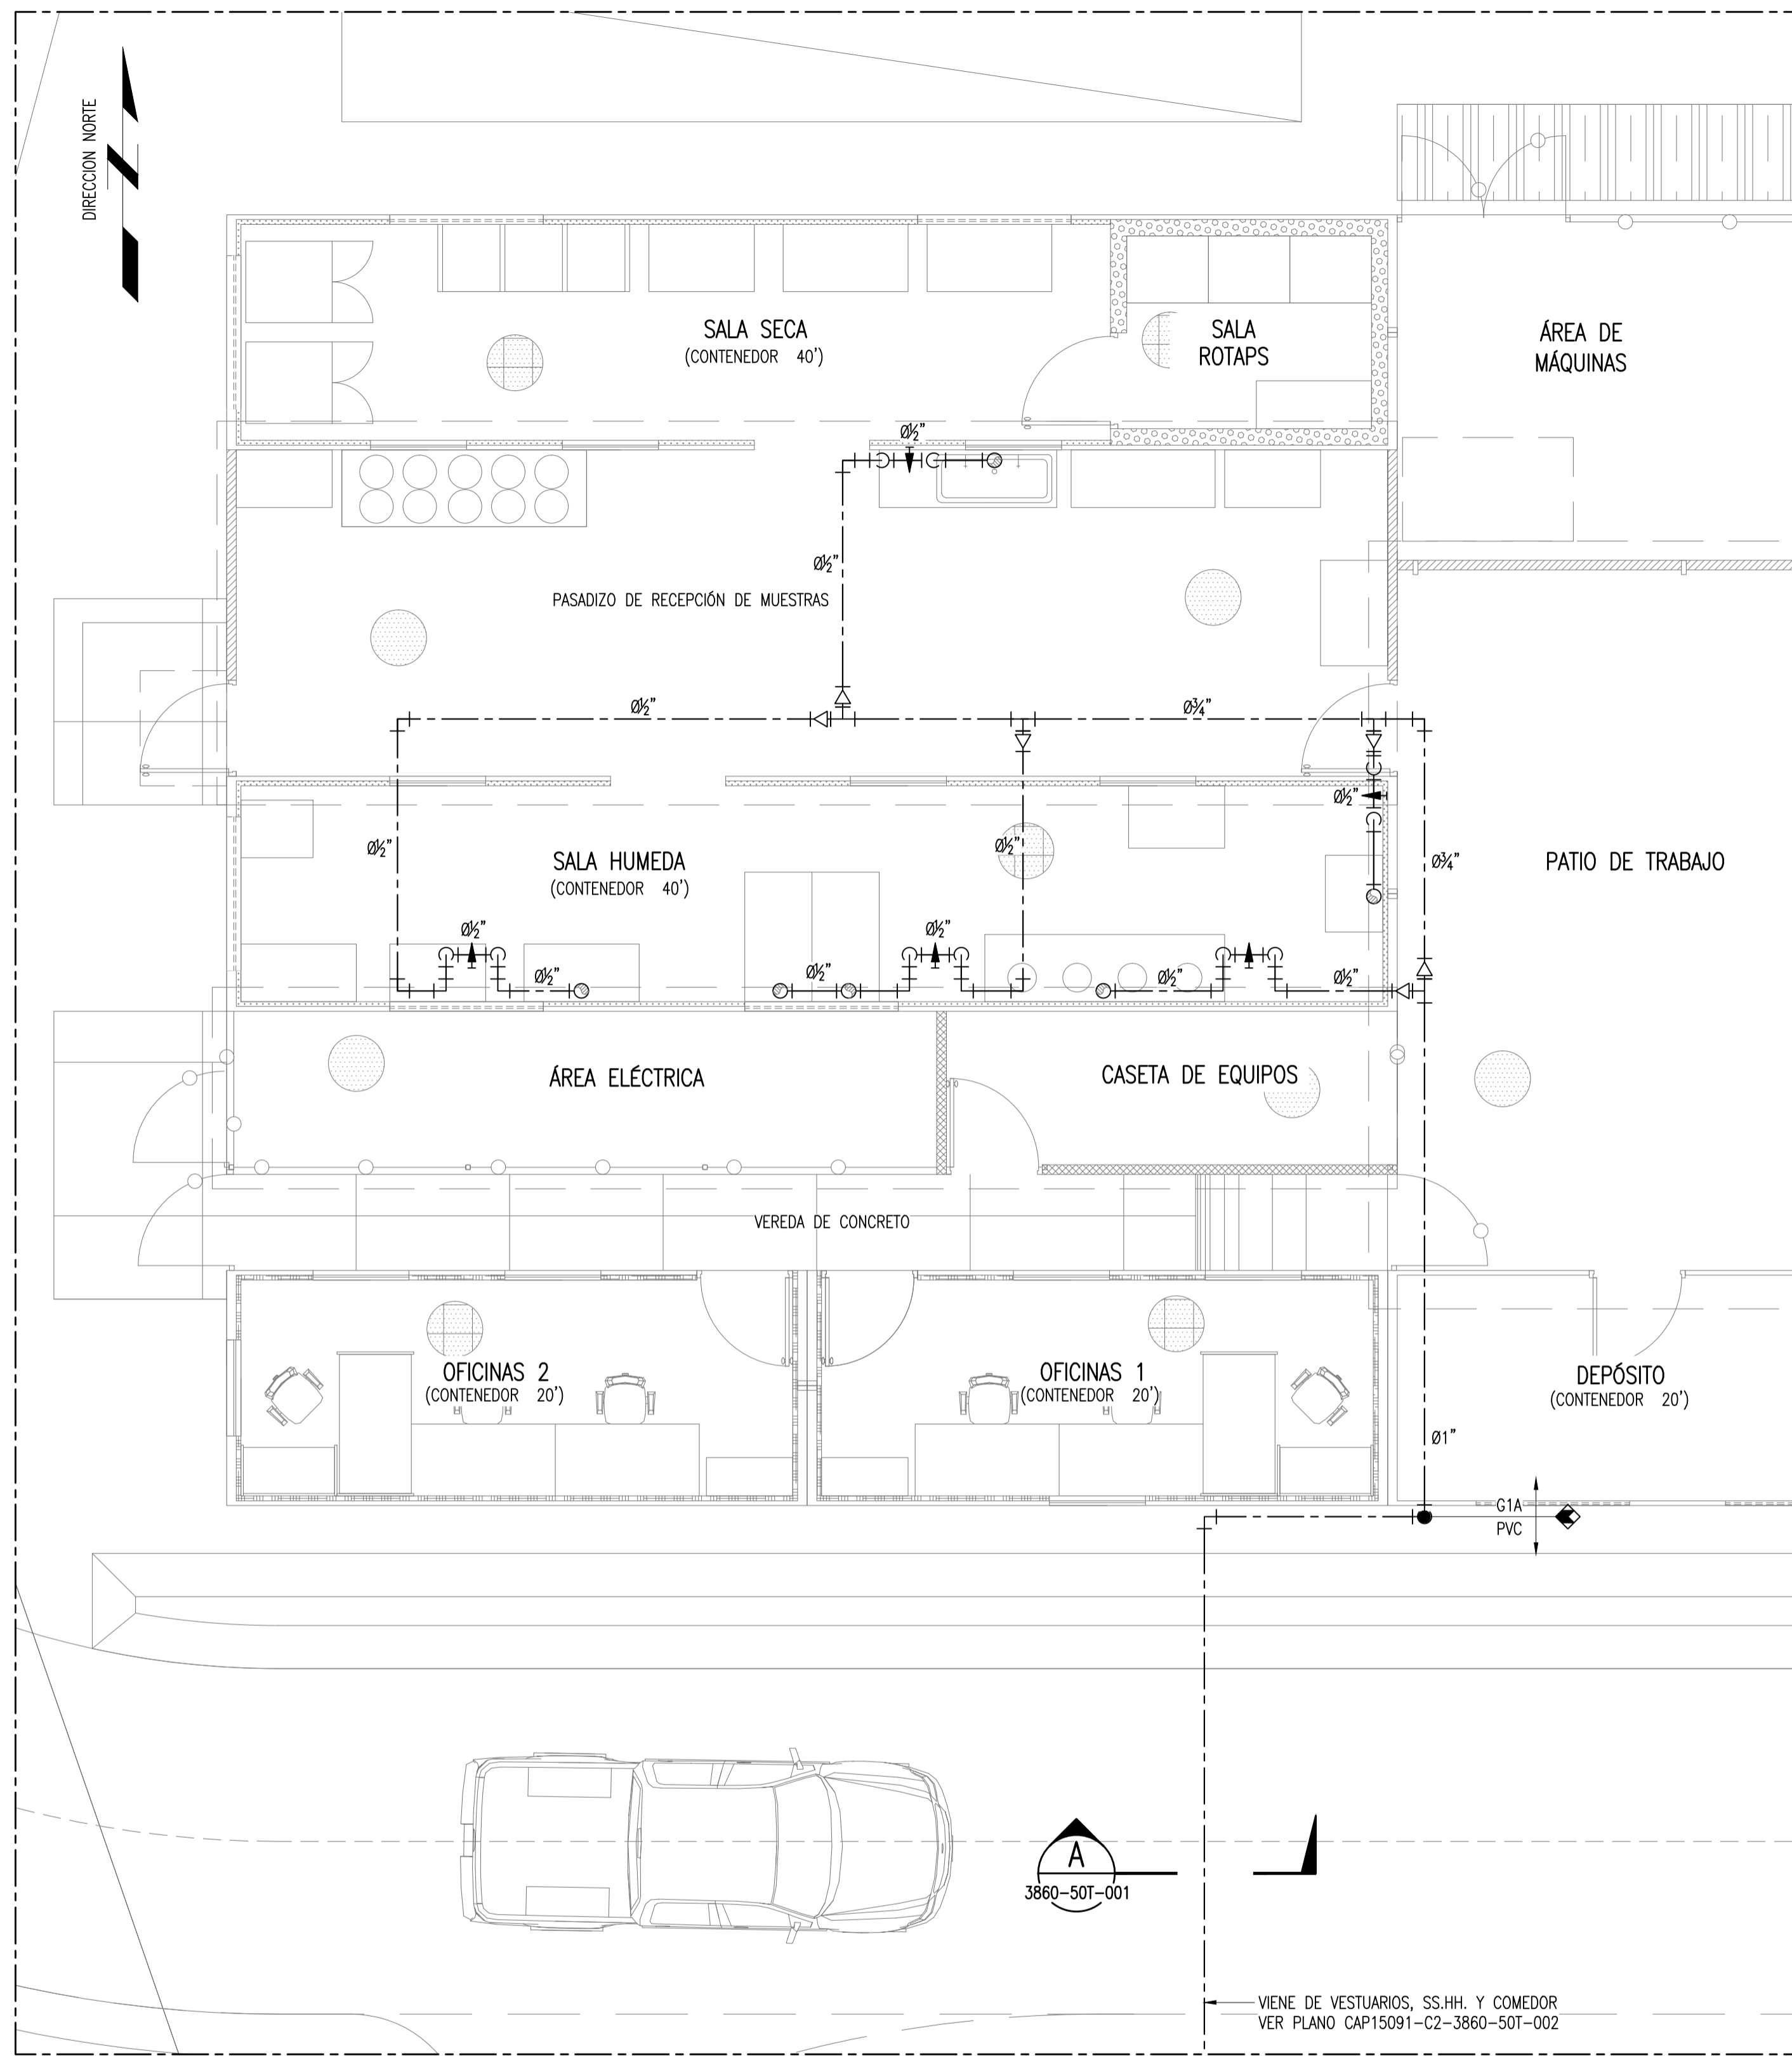 DIRECCION NORTE
SALA SECA
(CONTENEDOR 40')
SALA
ROTAPS
ÁREA DE
MÁQUINAS
Ø½"
Ø½"
PASADIZO DE RECEPCIÓN DE MUESTRAS
Ø½"
Ø¾"
Ø½"
Ø½"
Ø½"
Ø¾"
SALA HUMEDA
(CONTENEDOR 40')
PATIO DE TRABAJO
Ø½"
Ø½"
Ø½"
Ø½"
Ø½"
Ø½"
ÁREA ELÉCTRICA
CASETA DE EQUIPOS
VEREDA DE CONCRETO
OFICINAS 2
(CONTENEDOR 20')
OFICINAS 1
(CONTENEDOR 20')
DEPÓSITO
(CONTENEDOR 20')
Ø1"
G1A
PVC
A
3860-50T-001
VIENE DE VESTUARIOS, SS.HH. Y COMEDOR
VER PLANO CAP15091-C2-3860-50T-002